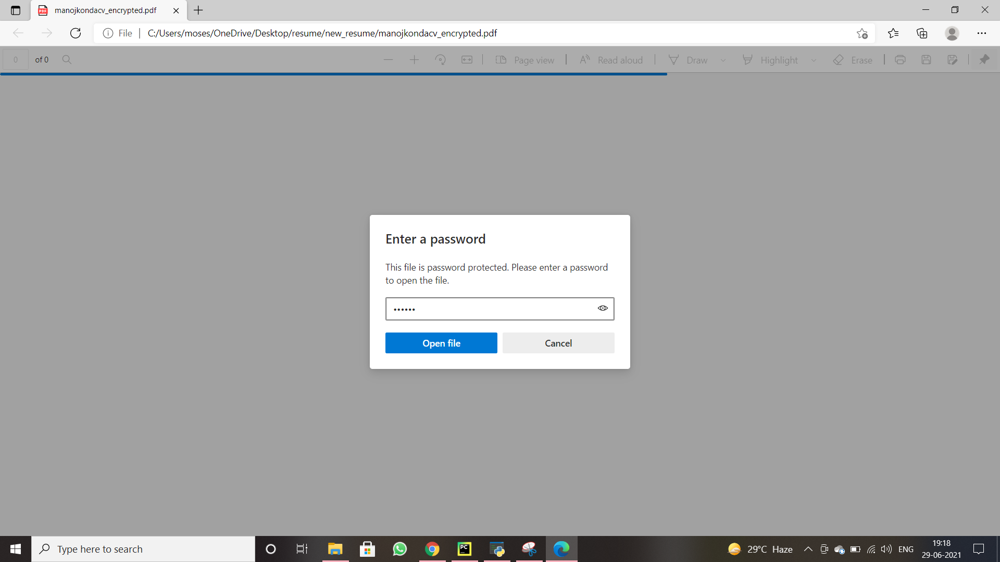 manojkondacv_encrypted.pdf
File C:/Users/moses/OneDrive/Desktop/resume/new_resume/manojkondacv_encrypted.pdf
0 of 0 Page view Read aloud Draw Highlight Erase
Enter a password
This file is password protected. Please enter a password
to open the file.
••••••
Open file Cancel
Type here to search
29°C Haze ENG
19:18
29-06-2021